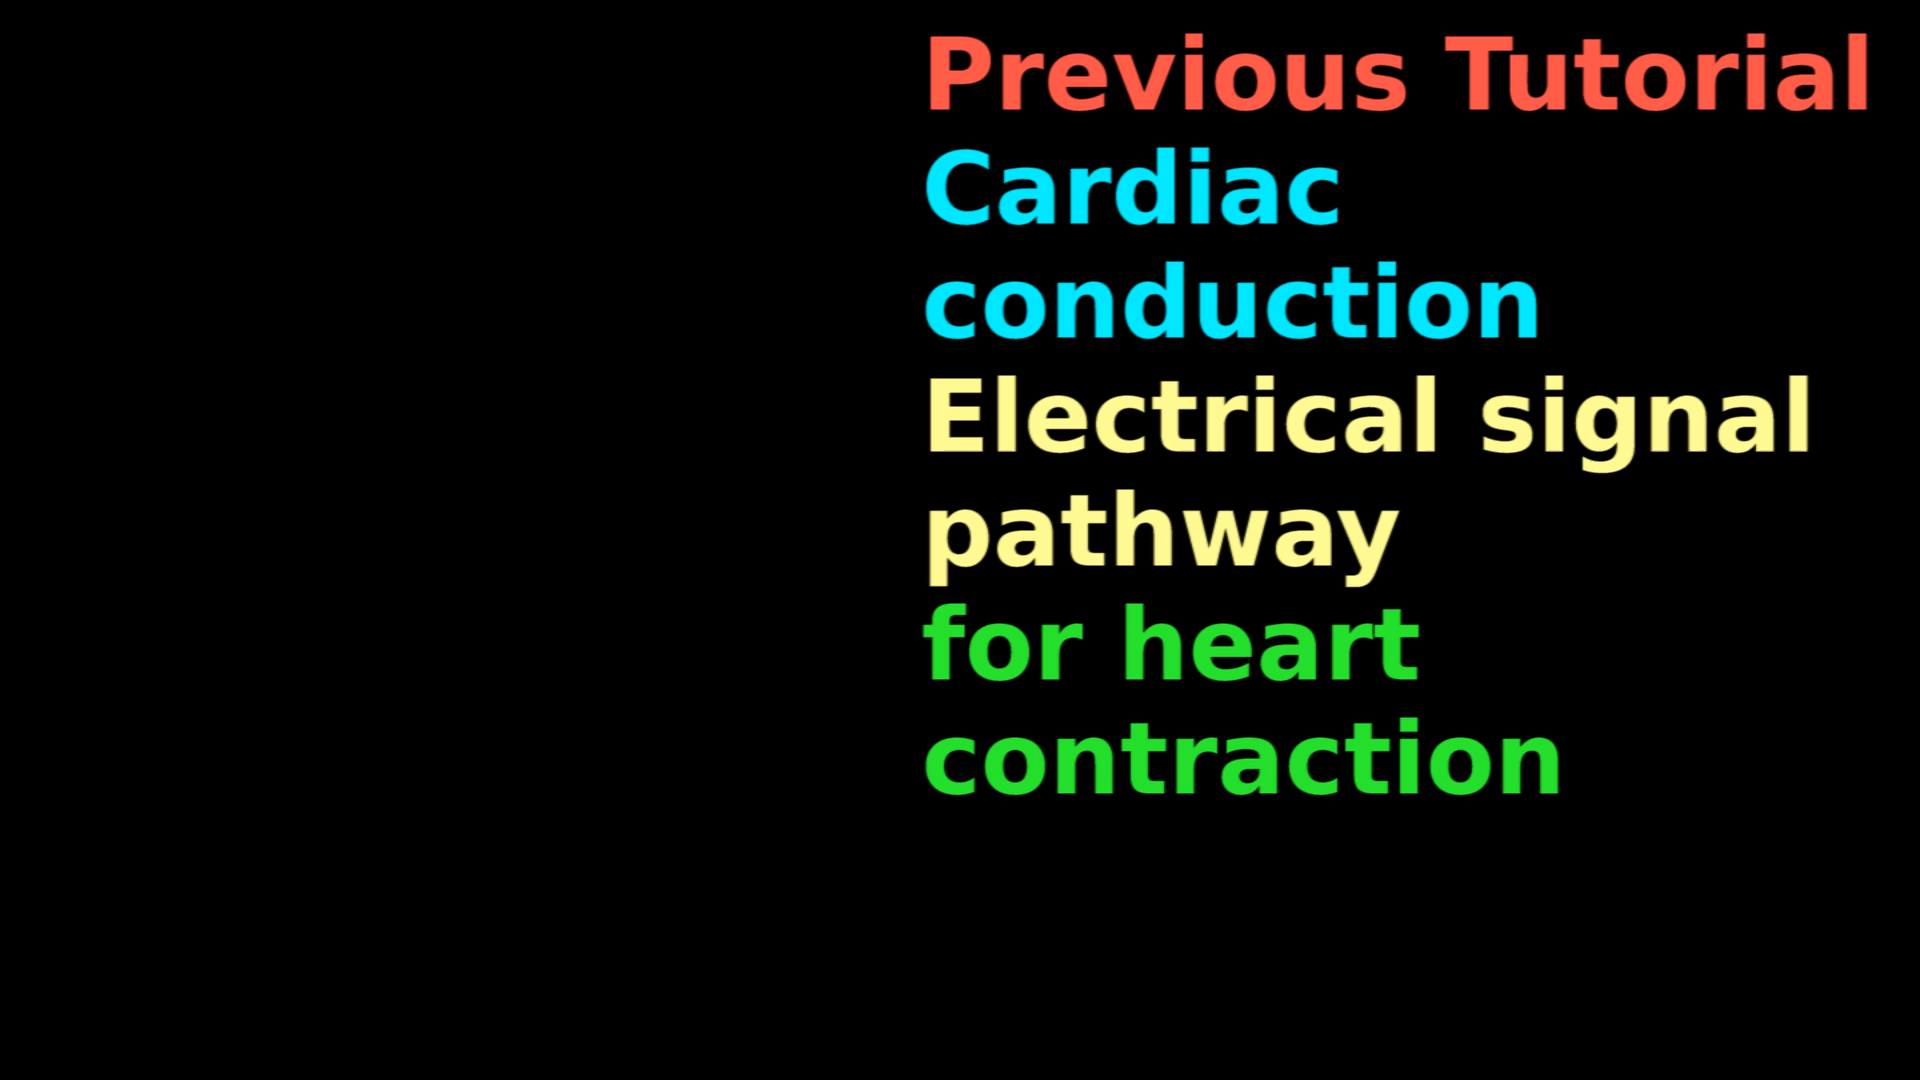 Previous Tutorial
Cardiac
conduction
Electrical signal
pathway
for heart
contraction